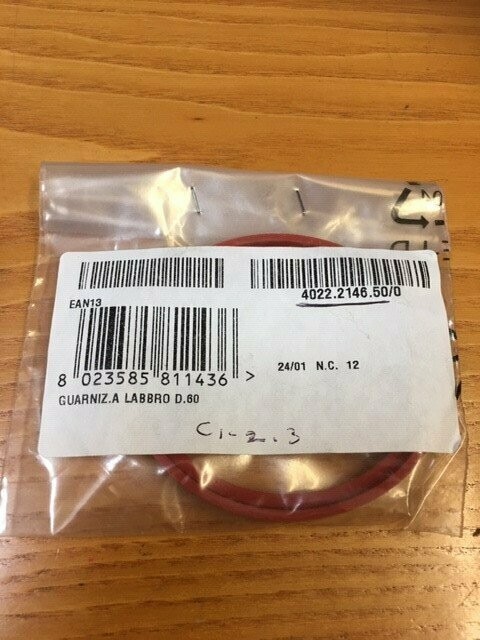 4022.2146.50/0
EAN13
8 023585 811436 >
24/01 N.C. 12
GUARNIZ.A LABBRO D.60
C1-2.3